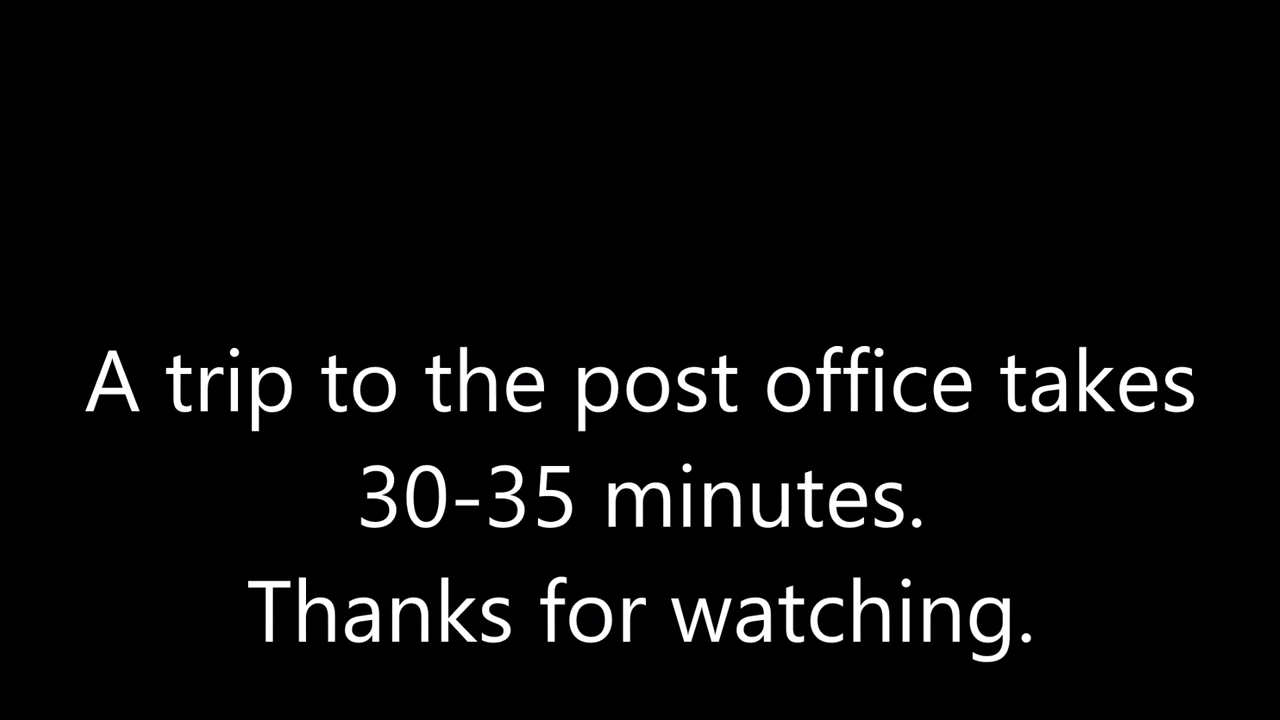 A trip to the post office takes
30-35 minutes.
Thanks for watching.